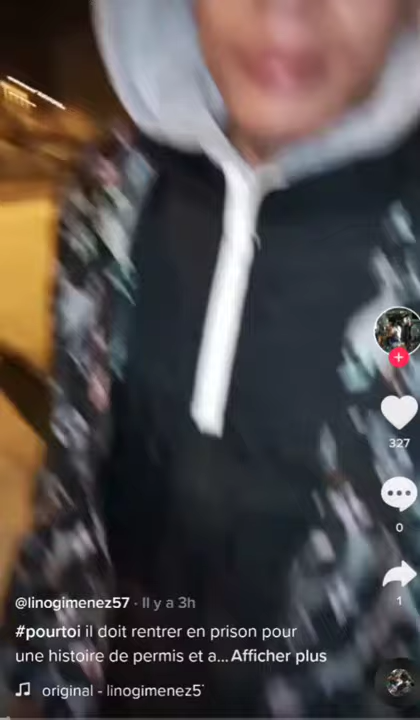 327
0
1
@linogimenez57 · Il y a 3h
#pourtoi il doit rentrer en prison pour
une histoire de permis et a... Afficher plus
original - linogimenez5